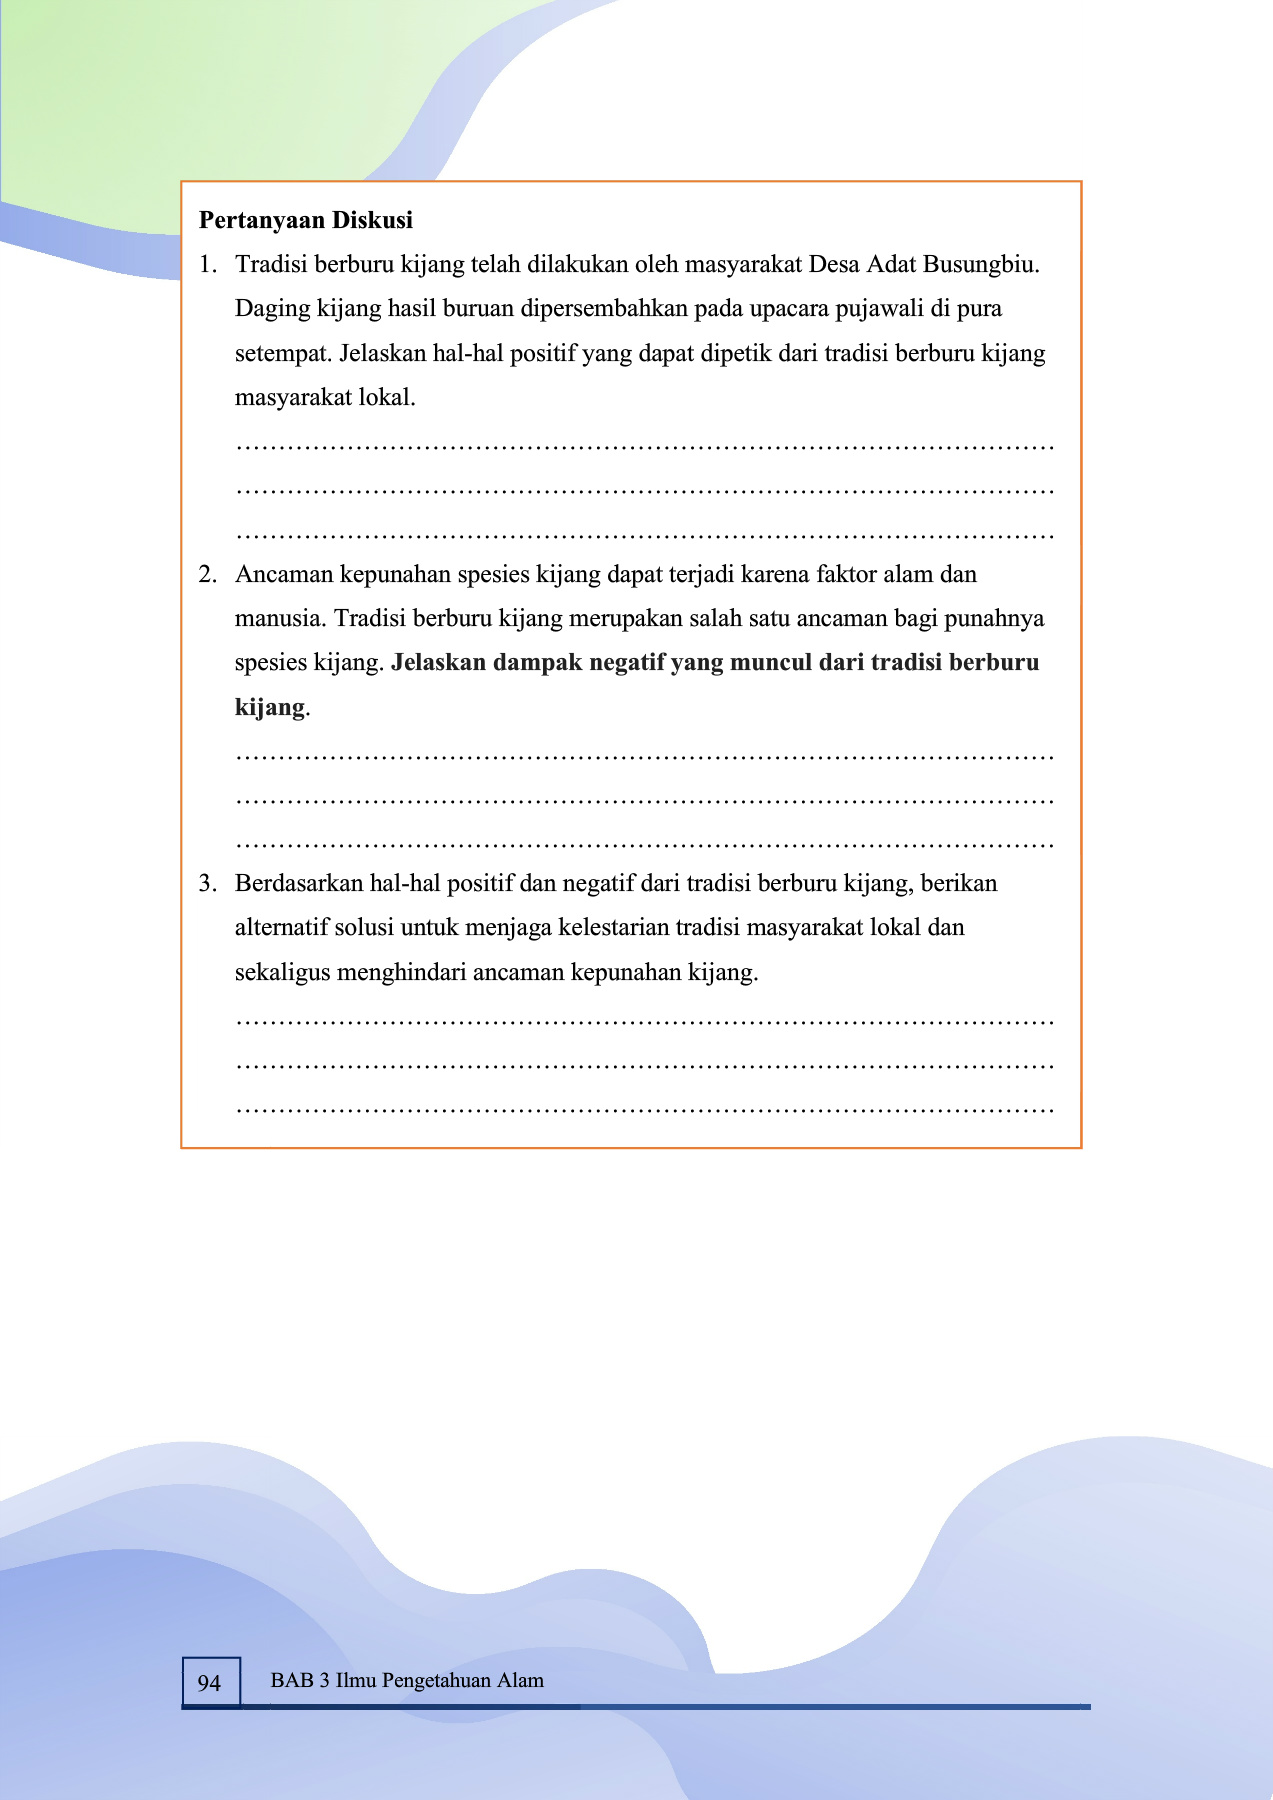 Pertanyaan Diskusi
1. Tradisi berburu kijang telah dilakukan oleh masyarakat Desa Adat Busungbiu.
Daging kijang hasil buruan dipersembahkan pada upacara pujawali di pura
setempat. Jelaskan hal-hal positif yang dapat dipetik dari tradisi berburu kijang
masyarakat lokal.
………………………………………………………………………………………
………………………………………………………………………………………
………………………………………………………………………………………
2. Ancaman kepunahan spesies kijang dapat terjadi karena faktor alam dan
manusia. Tradisi berburu kijang merupakan salah satu ancaman bagi punahnya
spesies kijang. Jelaskan dampak negatif yang muncul dari tradisi berburu
kijang.
………………………………………………………………………………………
………………………………………………………………………………………
………………………………………………………………………………………
3. Berdasarkan hal-hal positif dan negatif dari tradisi berburu kijang, berikan
alternatif solusi untuk menjaga kelestarian tradisi masyarakat lokal dan
sekaligus menghindari ancaman kepunahan kijang.
………………………………………………………………………………………
………………………………………………………………………………………
………………………………………………………………………………………
94 BAB 3 Ilmu Pengetahuan Alam